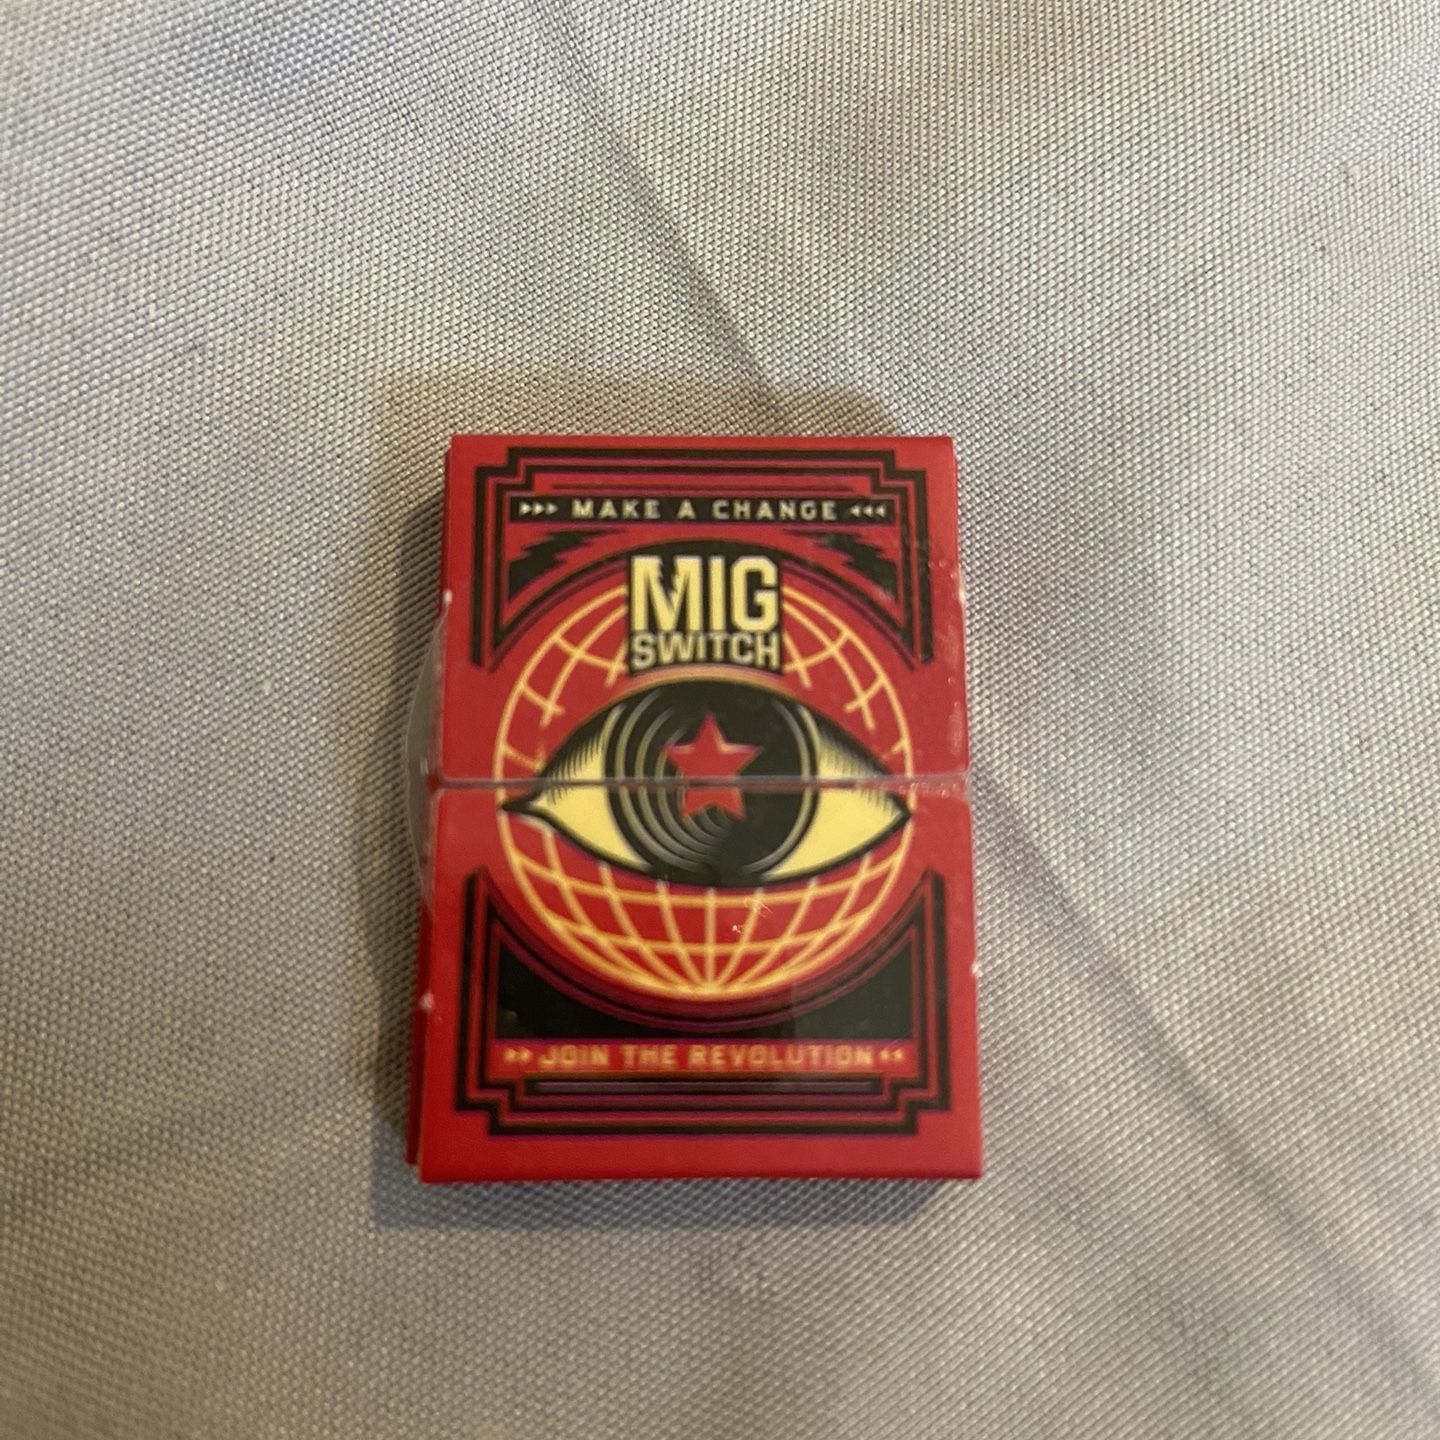 MAKE A CHANGE
MIG
SWITCH
JOIN THE REVOLUTION